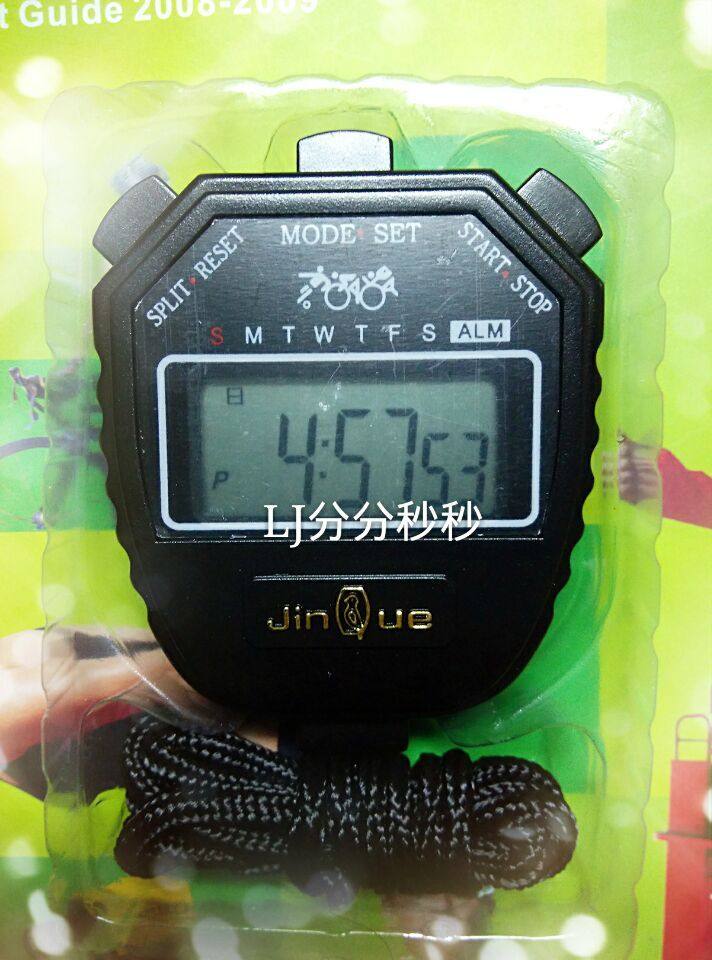 t Guide 2008-2009
MODE·SET
SPLIT·RESET
START·STOP
S M T W T F S ALM
日
P 4:57 53
LJ分分秒秒
JinQue